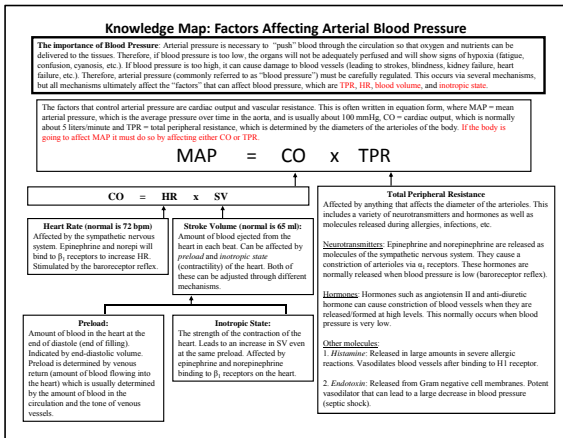 Knowledge Map: Factors Affecting Arterial Blood Pressure
The importance of Blood Pressure: Arterial pressure is necessary to "push" blood through the circulation so that oxygen and nutrients can be
delivered to the tissues. Therefore, if blood pressure is too low, the organs will not be adequately perfused and will show signs of hypoxia (fatigue,
confusion, cyanosis, etc.). If blood pressure is too high, it can cause damage to blood vessels (leading to strokes, blindness, kidney failure, heart
failure, etc.). Therefore, arterial pressure (commonly referred to as "blood pressure") must be carefully regulated. This occurs via several mechanisms,
but all mechanisms ultimately affect the "factors" that can affect blood pressure, which are TPR, HR, blood volume, and inotropic state.
The factors that control arterial pressure are cardiac output and vascular resistance. This is often written in equation form, where MAP = mean
arterial pressure, which is the average pressure over time in the aorta, and is usually about 100 mmHg, CO = cardiac output, which is normally
about 5 liters/minute and TPR = total peripheral resistance, which is determined by the diameters of the arterioles of the body. If the body is
going to affect MAP it must do so by affecting either CO or TPR.
MAP = CO x TPR
CO = HR x SV
Heart Rate (normal is 72 bpm)
Affected by the sympathetic nervous
system. Epinephrine and norepi will
bind to β1 receptors to increase HR.
Stimulated by the baroreceptor reflex.
Stroke Volume (normal is 65 ml):
Amount of blood ejected from the
heart in each beat. Can be affected by
preload and inotropic state
(contractility) of the heart. Both of
these can be adjusted through different
mechanisms.
Preload:
Amount of blood in the heart at the
end of diastole (end of filling).
Indicated by end-diastolic volume.
Preload is determined by venous
return (amount of blood flowing into
the heart) which is usually determined
by the amount of blood in the
circulation and the tone of venous
vessels.
Inotropic State:
The strength of the contraction of the heart.
Leads to an increase in SV even
at the same preload. Affected by
epinephrine and norepinephrine
binding to β1 receptors on the heart.
Total Peripheral Resistance
Affected by anything that affects the diameter of the arterioles. This
includes a variety of neurotransmitters and hormones as well as
molecules released during allergies, infections, etc.
Neurotransmitters: Epinephrine and norepinephrine are released as
molecules of the sympathetic nervous system. They cause a
constriction of arterioles via α1 receptors. These hormones are
normally released when blood pressure is low (baroreceptor reflex).
Hormones: Hormones such as angiotensin II and anti-diuretic
hormone can cause constriction of blood vessels when they are
released/formed at high levels. This normally occurs when blood
pressure is very low.
Other molecules:
1. Histamine: Released in large amounts in severe allergic
reactions. Vasodilates blood vessels after binding to H1 receptor.
2. Endotoxin: Released from Gram negative cell membranes. Potent
vasodilator that can lead to a large decrease in blood pressure
(septic shock).